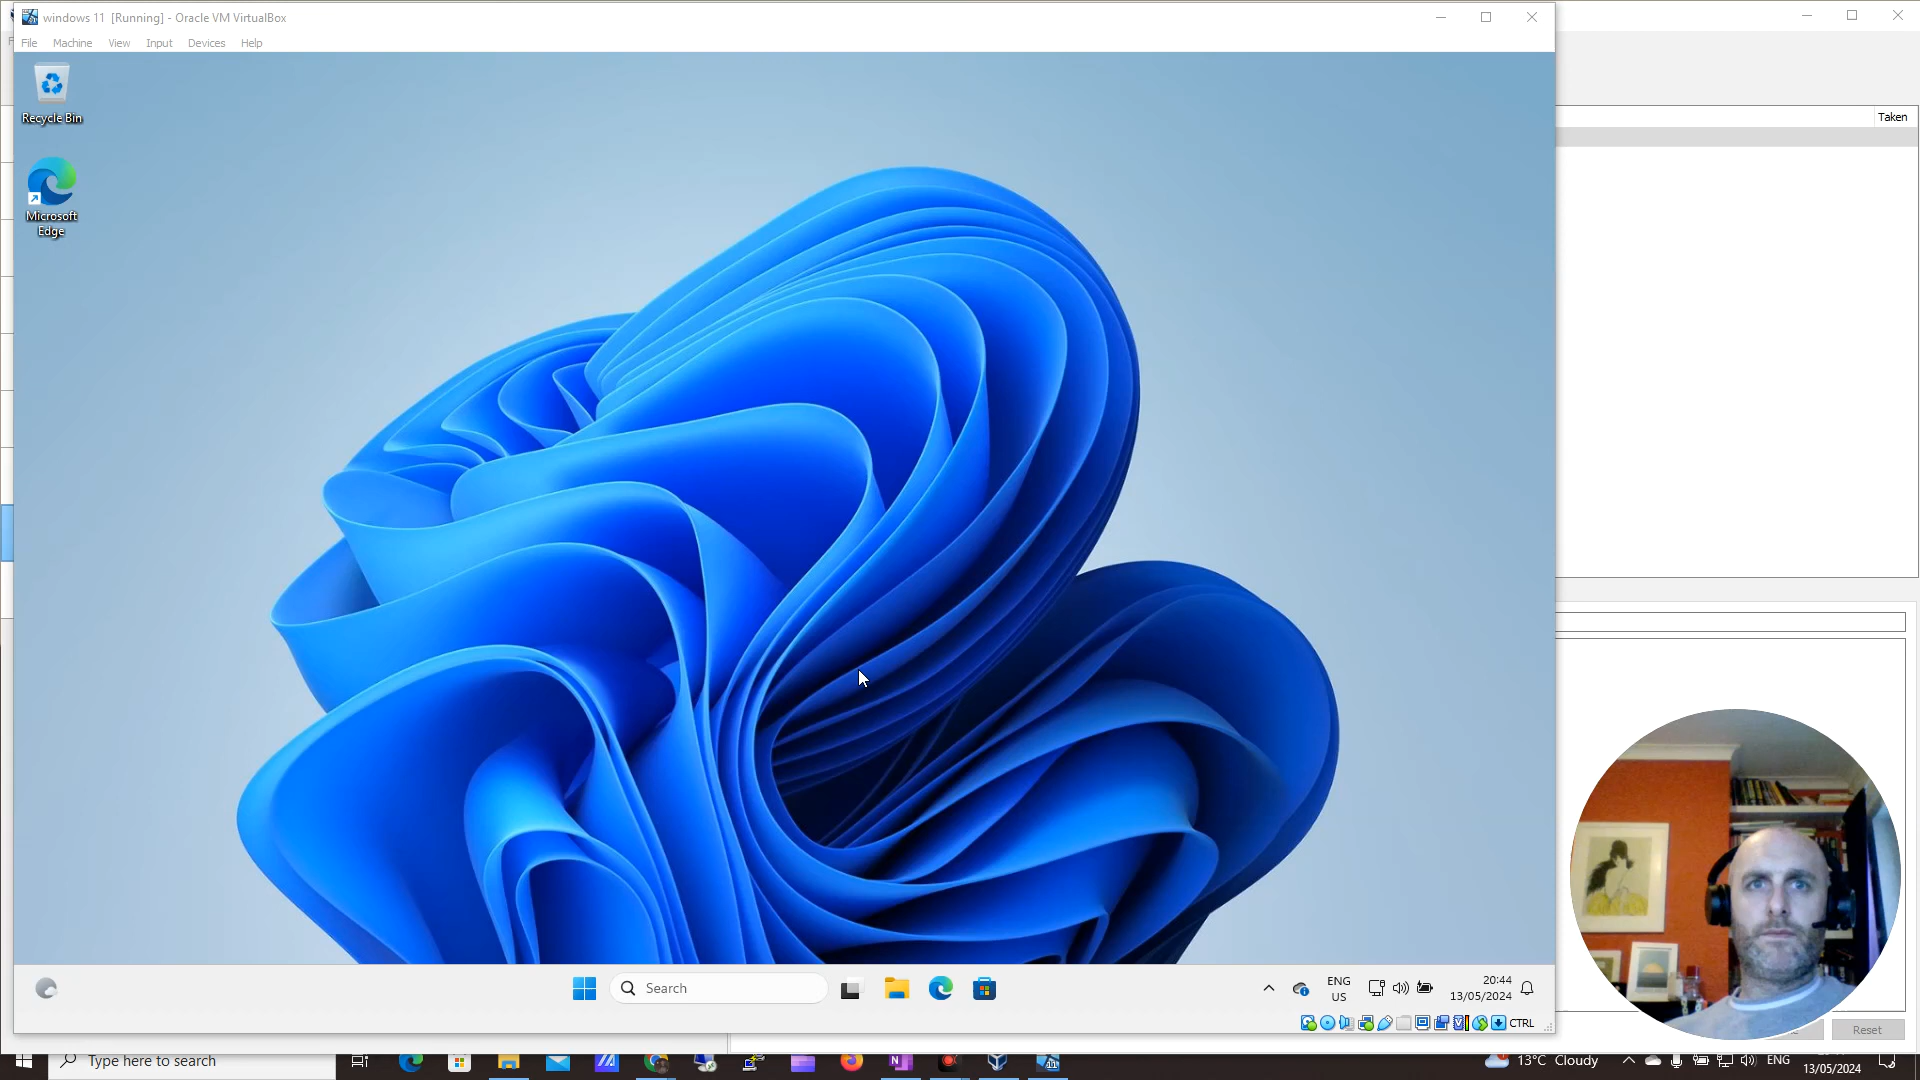 windows 11 [Running] - Oracle VM VirtualBox
File Machine View Input Devices Help
Recycle Bin
Microsoft
Edge
Taken
Search
ENG
US
20:44
13/05/2024
CTRL
Reset
Type here to search
13°C Cloudy
ENG
13/05/2024